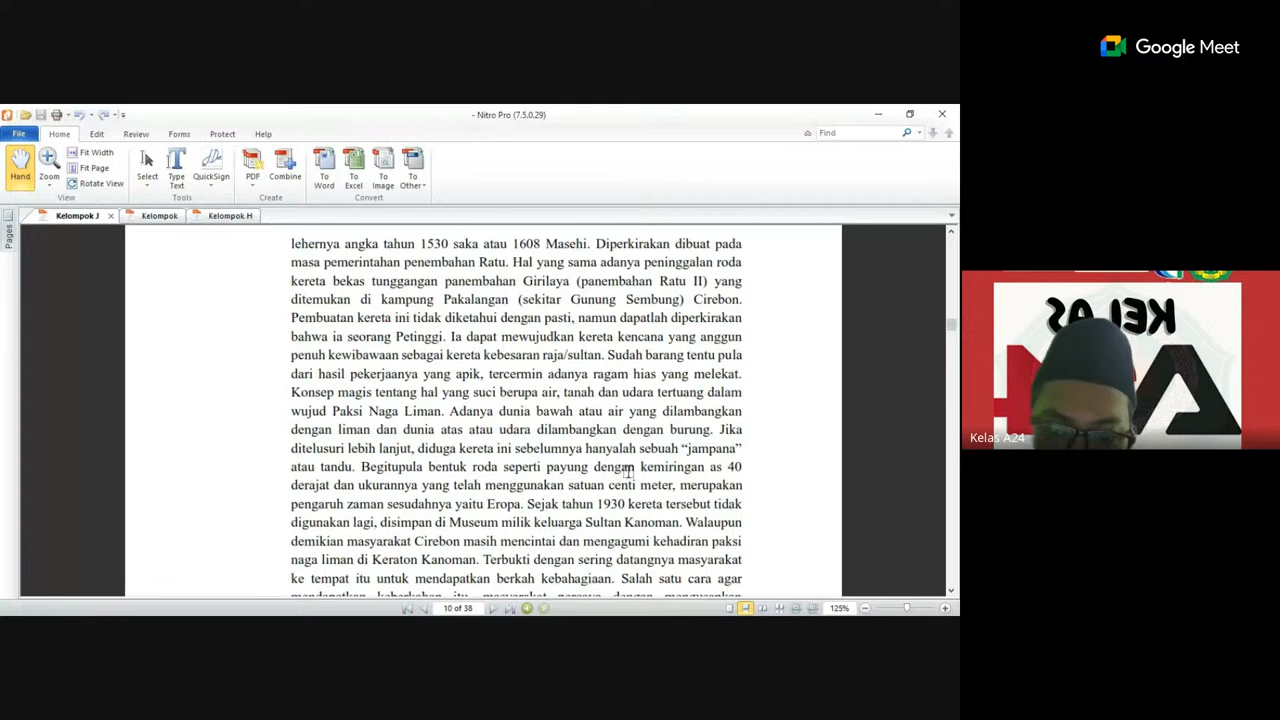 Google Meet
- Nitro Pro (7.5.0.29)
File Home Edit Review Forms Protect Help
Find
Hand Zoom
Fit Width
Fit Page
Rotate View
Select Type Text QuickSign
PDF Combine
To Word To Excel To Image To Other
View Tools Create Convert
Kelompok J Kelompok Kelompok H
Pages
lehernya angka tahun 1530 saka atau 1608 Masehi. Diperkirakan dibuat pada
masa pemerintahan penembahan Ratu. Hal yang sama adanya peninggalan roda
kereta bekas tunggangan panembahan Girilaya (panembahan Ratu II) yang
ditemukan di kampung Pakalangan (sekitar Gunung Sembung) Cirebon.
Pembuatan kereta ini tidak diketahui dengan pasti, namun dapatlah diperkirakan
bahwa ia seorang Petinggi. Ia dapat mewujudkan kereta kencana yang anggun
penuh kewibawaan sebagai kereta kebesaran raja/sultan. Sudah barang tentu pula
dari hasil pekerjaanya yang apik, tercermin adanya ragam hias yang melekat.
Konsep magis tentang hal yang suci berupa air, tanah dan udara tertuang dalam
wujud Paksi Naga Liman. Adanya dunia bawah atau air yang dilambangkan
dengan liman dan dunia atas atau udara dilambangkan dengan burung. Jika
ditelusuri lebih lanjut, diduga kereta ini sebelumnya hanyalah sebuah “jampana”
atau tandu. Begitupula bentuk roda seperti payung dengan kemiringan as 40
derajat dan ukurannya yang telah menggunakan satuan centi meter, merupakan
pengaruh zaman sesudahnya yaitu Eropa. Sejak tahun 1930 kereta tersebut tidak
digunakan lagi, disimpan di Museum milik keluarga Sultan Kanoman. Walaupun
demikian masyarakat Cirebon masih mencintai dan mengagumi kehadiran paksi
naga liman di Keraton Kanoman. Terbukti dengan sering datangnya masyarakat
ke tempat itu untuk mendapatkan berkah kebahagiaan. Salah satu cara agar
mendapatkan keberkahan itu, masyarakat percaya dengan mengusapkan
10 of 38
125%
KELAS
Kelas A24